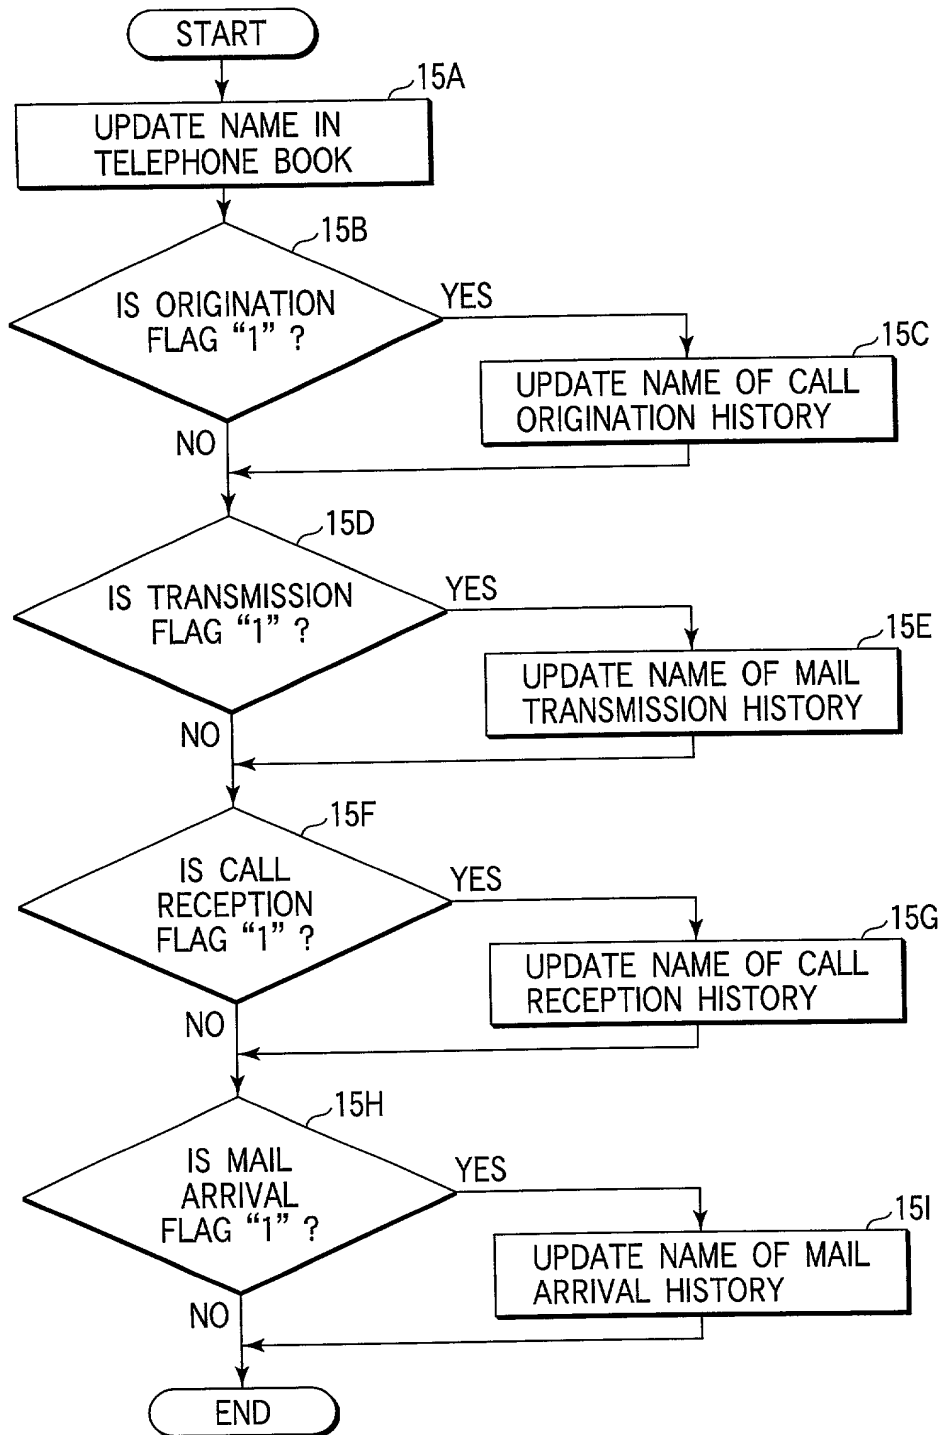 START
15A
UPDATE NAME IN
TELEPHONE BOOK
15B
IS ORIGINATION
FLAG “1” ?
YES
NO
15C
UPDATE NAME OF CALL
ORIGINATION HISTORY
15D
IS TRANSMISSION
FLAG “1” ?
YES
NO
15E
UPDATE NAME OF MAIL
TRANSMISSION HISTORY
15F
IS CALL
RECEPTION
FLAG “1” ?
YES
NO
15G
UPDATE NAME OF CALL
RECEPTION HISTORY
15H
IS MAIL
ARRIVAL
FLAG “1” ?
YES
NO
15I
UPDATE NAME OF MAIL
ARRIVAL HISTORY
END